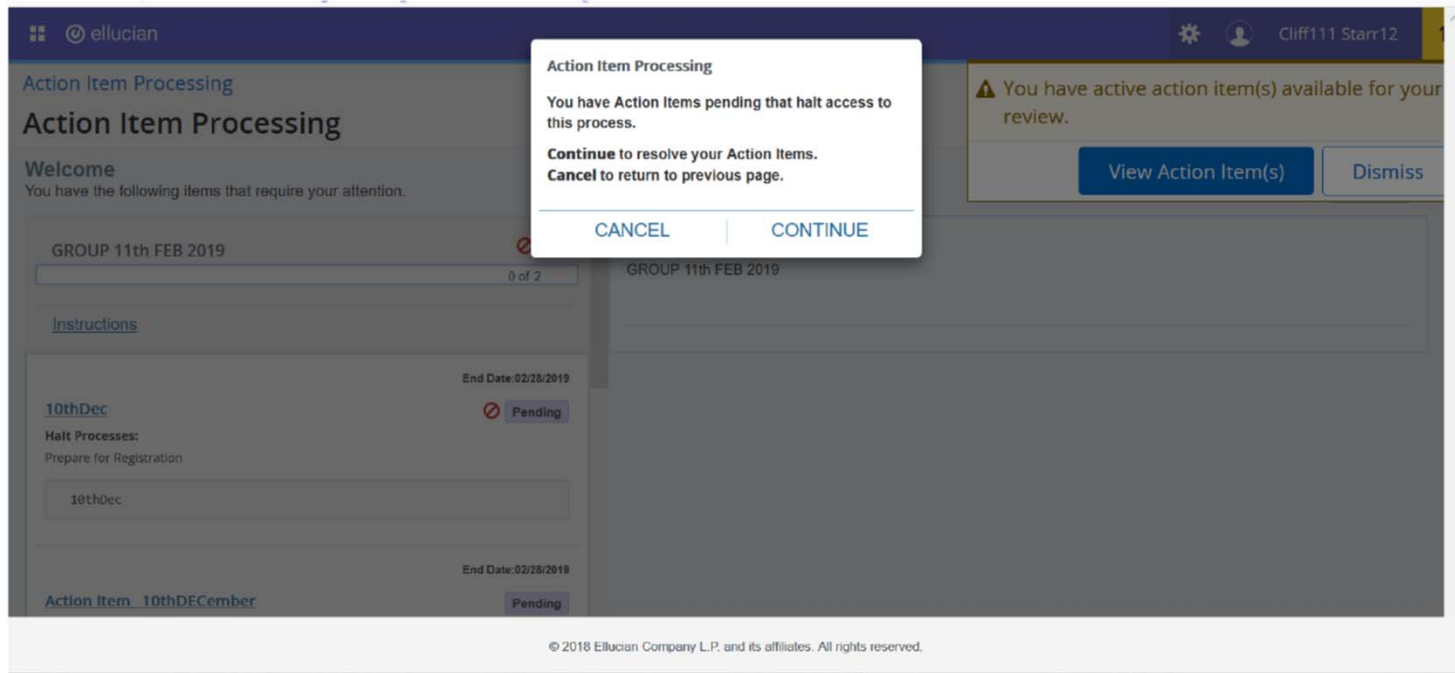 ellucian
Cliff111 Starr12
Action Item Processing
Action Item Processing
Welcome
You have the following items that require your attention.
Action Item Processing
You have Action Items pending that halt access to
this process.
Continue to resolve your Action Items.
Cancel to return to previous page.
CANCEL CONTINUE
You have active action item(s) available for your
review.
View Action Item(s) Dismiss
GROUP 11th FEB 2019
0 of 2
Instructions
GROUP 11th FEB 2019
End Date:02/28/2019
10thDec Pending
Halt Processes:
Prepare for Registration
10thDec
End Date:02/28/2019
Action Item_10thDECember Pending
© 2018 Ellucian Company L.P. and its affiliates. All rights reserved.